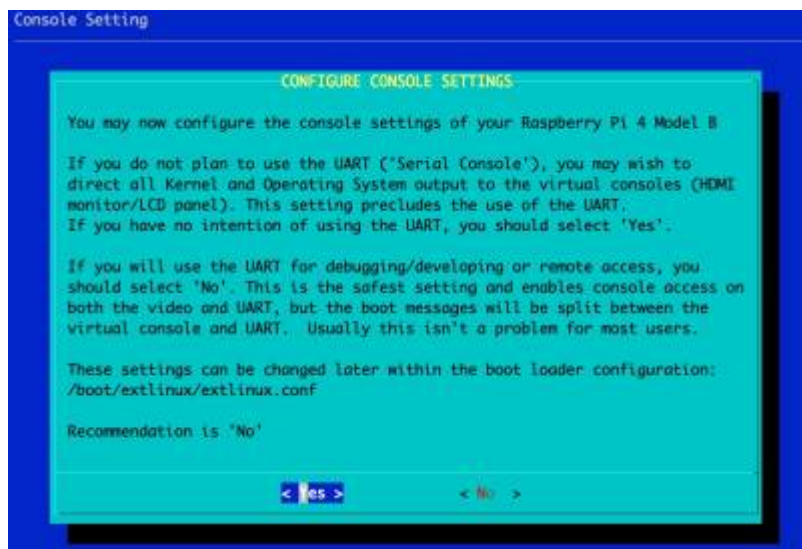 Console Setting
CONFIGURE CONSOLE SETTINGS
You may now configure the console settings of your Raspberry Pi 4 Model B
If you do not plan to use the UART ('Serial Console'), you may wish to
direct all Kernel and Operating System output to the virtual consoles (HDMI
monitor/LCD panel). This setting precludes the use of the UART.
If you have no intention of using the UART, you should select 'Yes'.
If you will use the UART for debugging/developing or remote access, you
should select 'No'. This is the safest setting and enables console access on
both the video and UART, but the boot messages will be split between the
virtual console and UART.  Usually this isn't a problem for most users.
These settings can be changed later within the boot loader configuration:
/boot/extlinux/extlinux.conf
Recommendation is 'No'
< Yes > < No >